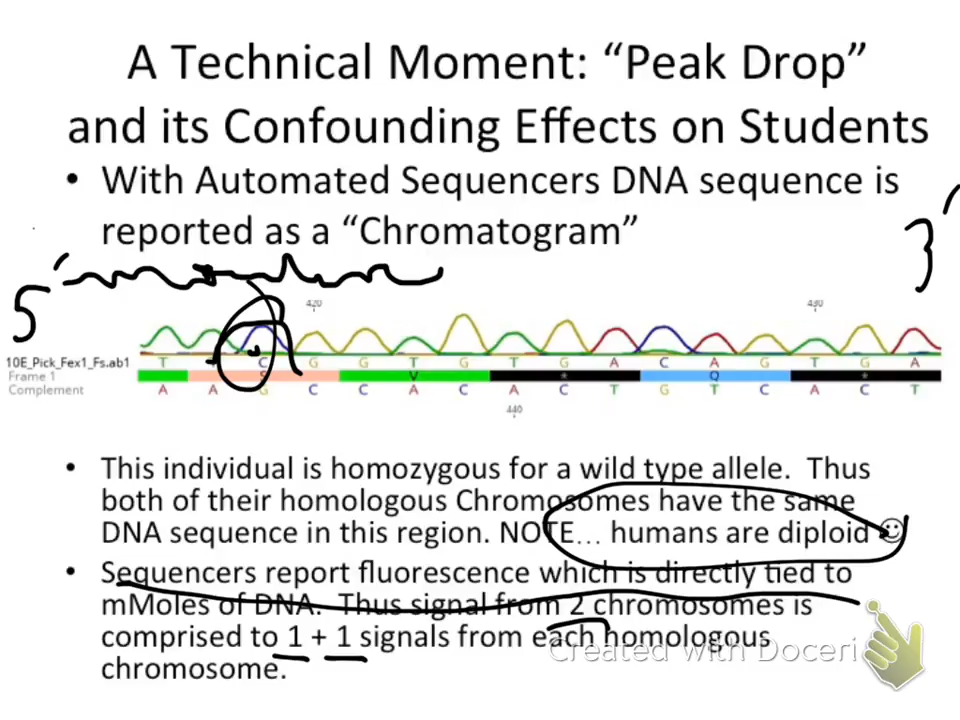 A Technical Moment: “Peak Drop”
and its Confounding Effects on Students
• With Automated Sequencers DNA sequence is
reported as a “Chromatogram”
5'
3'
420
430
10E_Pick_Fex1_Fs.ab1 T C G G T G T G A C A G T G A
Frame 1 S V * Q *
Complement A A G C C A C A C T G T C A C T
440
• This individual is homozygous for a wild type allele. Thus
both of their homologous Chromosomes have the same
DNA sequence in this region. NOTE... humans are diploid ☺
• Sequencers report fluorescence which is directly tied to
mMoles of DNA. Thus signal from 2 chromosomes is
comprised to 1 + 1 signals from each homologous
chromosome.
Created with Doceri